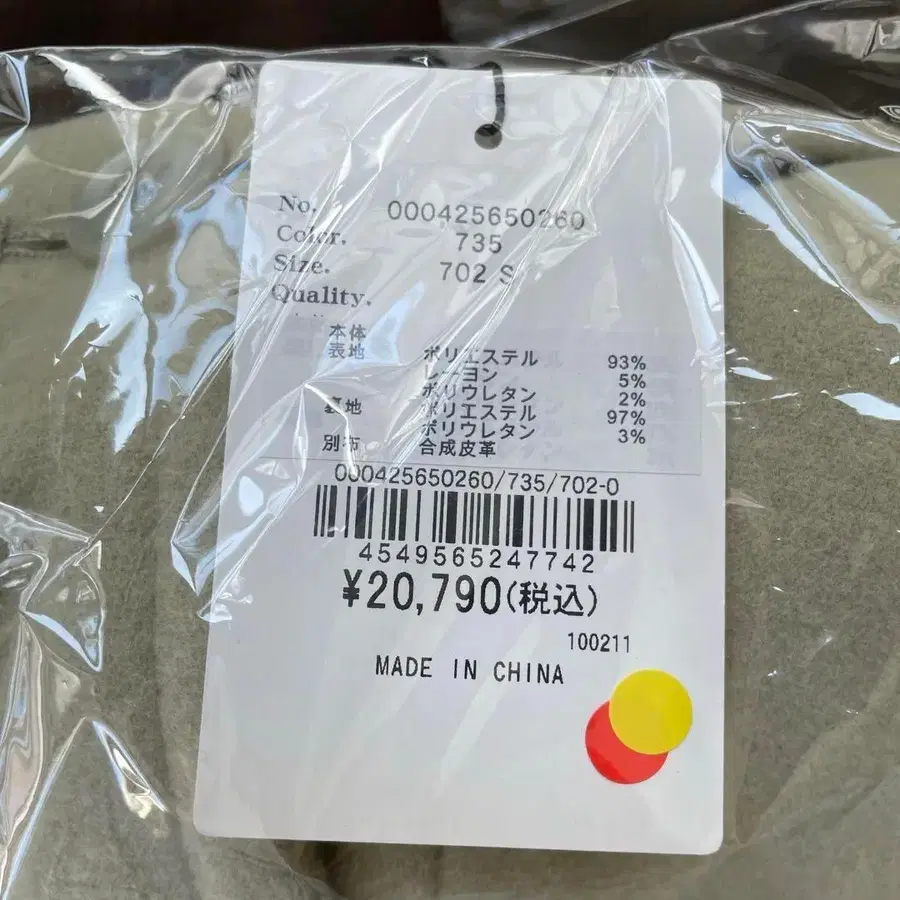 No. 000425650260
Color. 735
Size. 702 S
Quality.
本体
表地 ポリエステル 93%
レーヨン 5%
ポリウレタン 2%
裏地 ポリエステル 97%
ポリウレタン 3%
別布 合成皮革
000425650260/735/702-0
4549565247742
¥20,790(税込)
100211
MADE IN CHINA